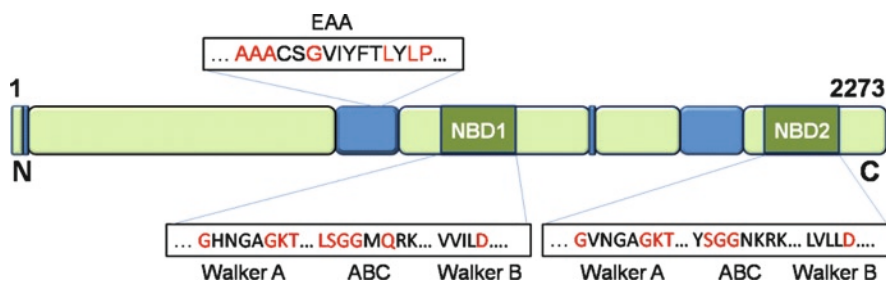 EAA
... AAACSGVIYFTLYLP...
1 2273
NBD1 NBD2
N C
... GHNGAGKT... LSGGMQRK... VVILD.... ... GVNGAGKT... YSGGNKRK... LVLLD....
Walker A ABC Walker B Walker A ABC Walker B